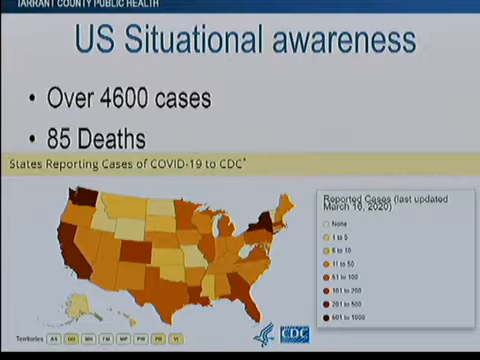 TARRANT COUNTY PUBLIC HEALTH
US Situational awareness
• Over 4600 cases
• 85 Deaths
States Reporting Cases of COVID-19 to CDC*
Reported Cases (last updated
March 16, 2020)
None
1 to 5
6 to 10
11 to 50
51 to 100
101 to 200
201 to 500
501 to 1000
Territories AS GU MH FM MP PW PR VI
CDC